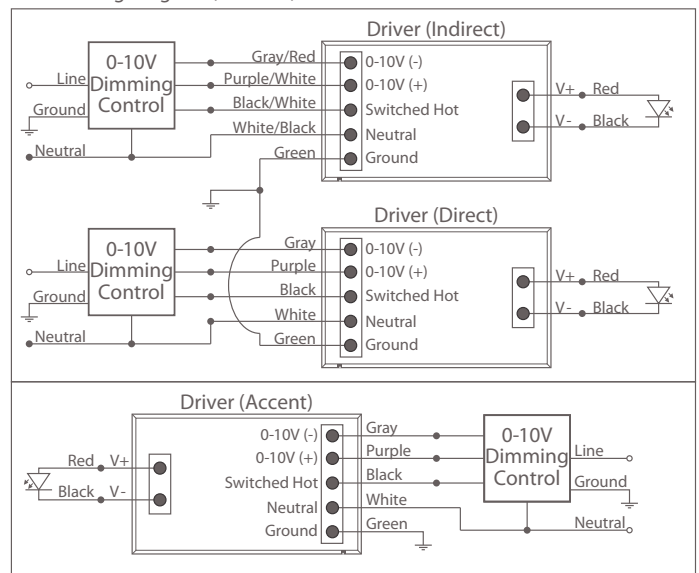 Driver (Indirect)
0-10V
Dimming
Control
Line
Ground
Neutral
Gray/Red
Purple/White
Black/White
White/Black
Green
0-10V (-)
0-10V (+)
Switched Hot
Neutral
Ground
V+ Red
V- Black
Driver (Direct)
0-10V
Dimming
Control
Line
Ground
Neutral
Gray
Purple
Black
White
Green
0-10V (-)
0-10V (+)
Switched Hot
Neutral
Ground
V+ Red
V- Black
Driver (Accent)
Red V+
Black V-
0-10V (-)
0-10V (+)
Switched Hot
Neutral
Ground
Gray
Purple
Black
White
Green
0-10V
Dimming
Control
Line
Ground
Neutral